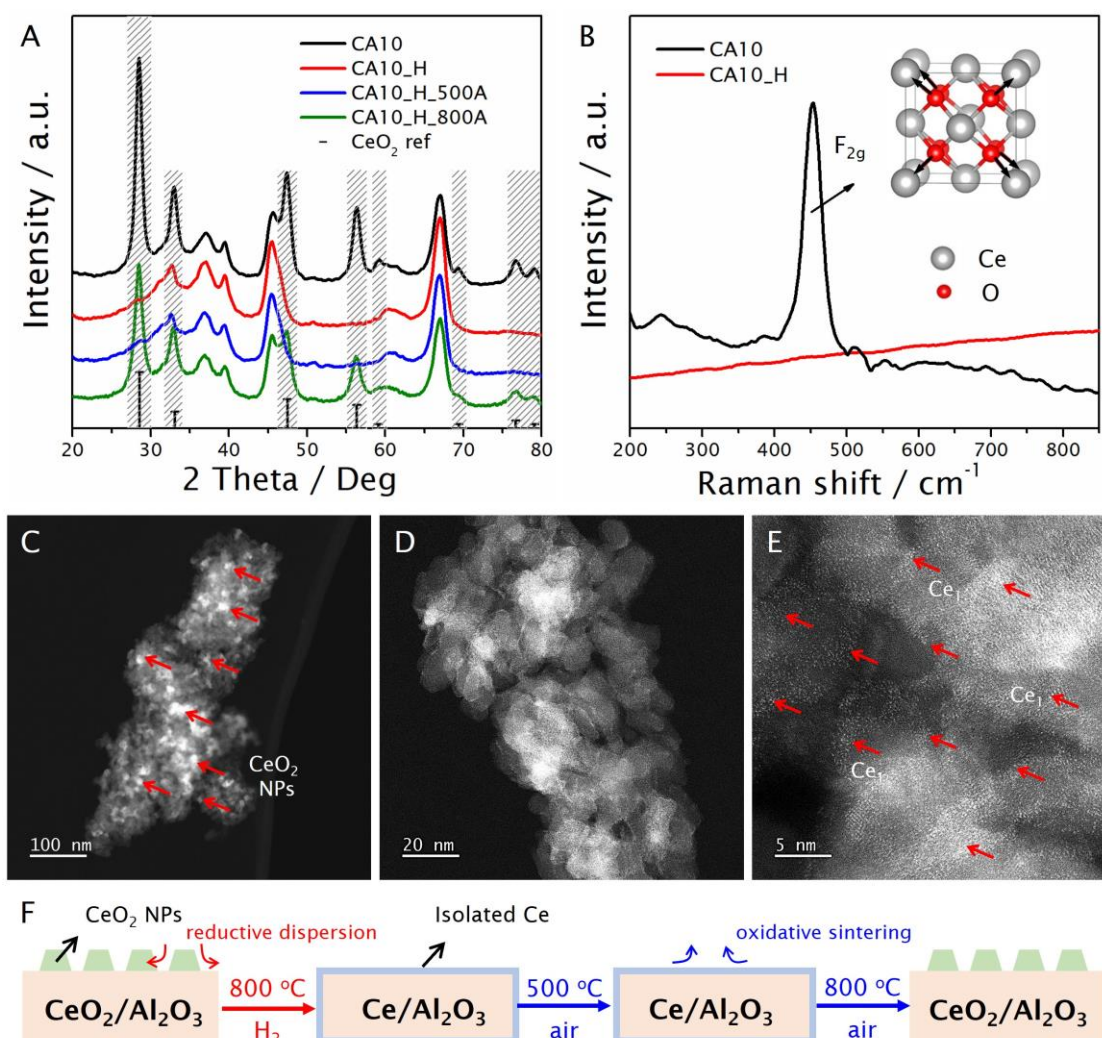 A
CA10
CA10_H
CA10_H_500A
CA10_H_800A
CeO₂ ref
Intensity / a.u.
20 30 40 50 60 70 80
2 Theta / Deg
B
CA10
CA10_H
F₂g
Ce
O
Intensity / a.u.
200 300 400 500 600 700 800
Raman shift / cm⁻¹
C
CeO₂
NPs
100 nm
D
20 nm
E
Ce₁
Ce₁
Ce₁
5 nm
F
CeO₂ NPs
reductive dispersion
Isolated Ce
oxidative sintering
CeO₂/Al₂O₃
800 °C
H₂
Ce/Al₂O₃
500 °C
air
Ce/Al₂O₃
800 °C
air
CeO₂/Al₂O₃